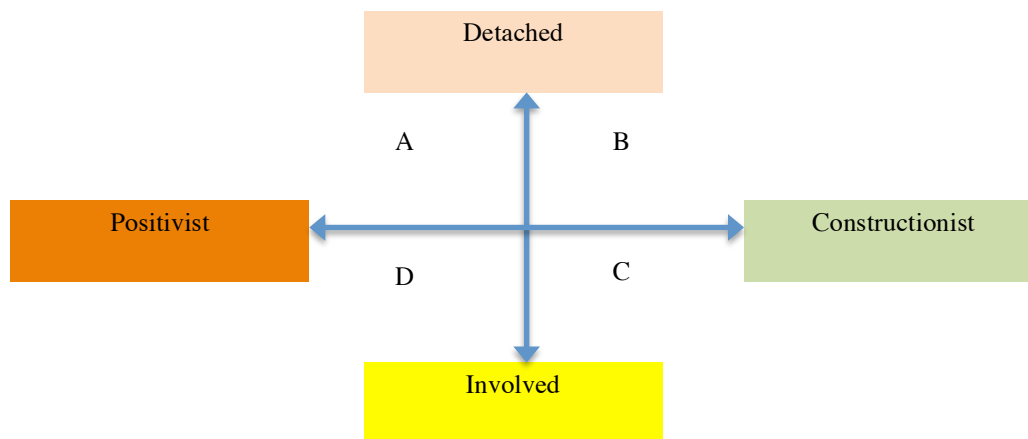 Detached
A
B
Positivist
Constructionist
D
C
Involved